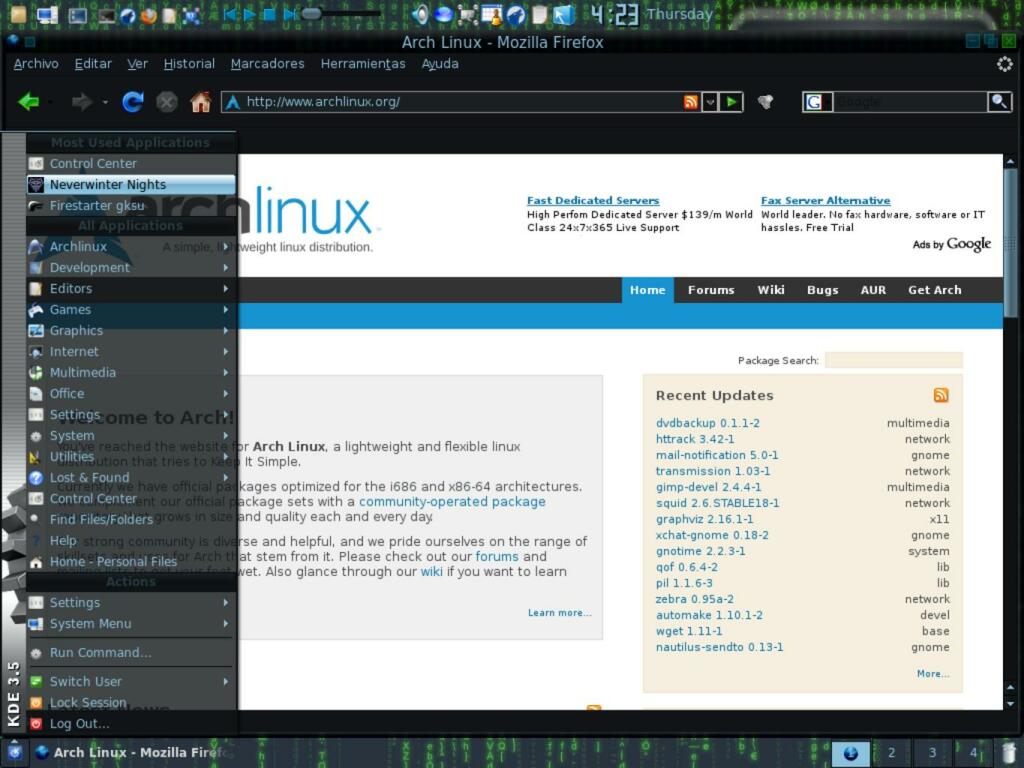 4:23 Thursday
Arch Linux - Mozilla Firefox
Archivo Editar Ver Historial Marcadores Herramientas Ayuda
http://www.archlinux.org/
G Google
Most Used Applications
Control Center
Neverwinter Nights
Firestarter gksu
All Applications
Archlinux
Development
Editors
Games
Graphics
Internet
Multimedia
Office
Settings
System
Utilities
Lost & Found
Control Center
Find Files/Folders
Help
Home - Personal Files
Actions
Settings
System Menu
Run Command...
Switch User
Lock Session
Log Out...
KDE 3.5
archlinux
A simple, lightweight linux distribution.
Fast Dedicated Servers
High Perfom Dedicated Server $139/m World
Class 24x7x365 Live Support
Fax Server Alternative
World leader. No fax hardware, software or IT
hassles. Free Trial
Ads by Google
Home Forums Wiki Bugs AUR Get Arch
Package Search:
Welcome to Arch!
You've reached the website for Arch Linux, a lightweight and flexible linux
distribution that tries to Keep It Simple.
Currently we have official packages optimized for the i686 and x86-64 architectures.
We complement our official package sets with a community-operated package
grows in size and quality each and every day.
strong community is diverse and helpful, and we pride ourselves on the range of
skillsets and uses for Arch that stem from it. Please check out our forums and
mailing lists to get your feet wet. Also glance through our wiki if you want to learn
Learn more...
Recent Updates
dvdbackup 0.1.1-2 multimedia
httrack 3.42-1 network
mail-notification 5.0-1 gnome
transmission 1.03-1 network
gimp-devel 2.4.4-1 multimedia
squid 2.6.STABLE18-1 network
graphviz 2.16.1-1 x11
xchat-gnome 0.18-2 gnome
gnotime 2.2.3-1 system
qof 0.6.4-2 lib
pil 1.1.6-3 lib
zebra 0.95a-2 network
automake 1.10.1-2 devel
wget 1.11-1 base
nautilus-sendto 0.13-1 gnome
More...
Latest News
Arch Linux - Mozilla Firef
2 3 4